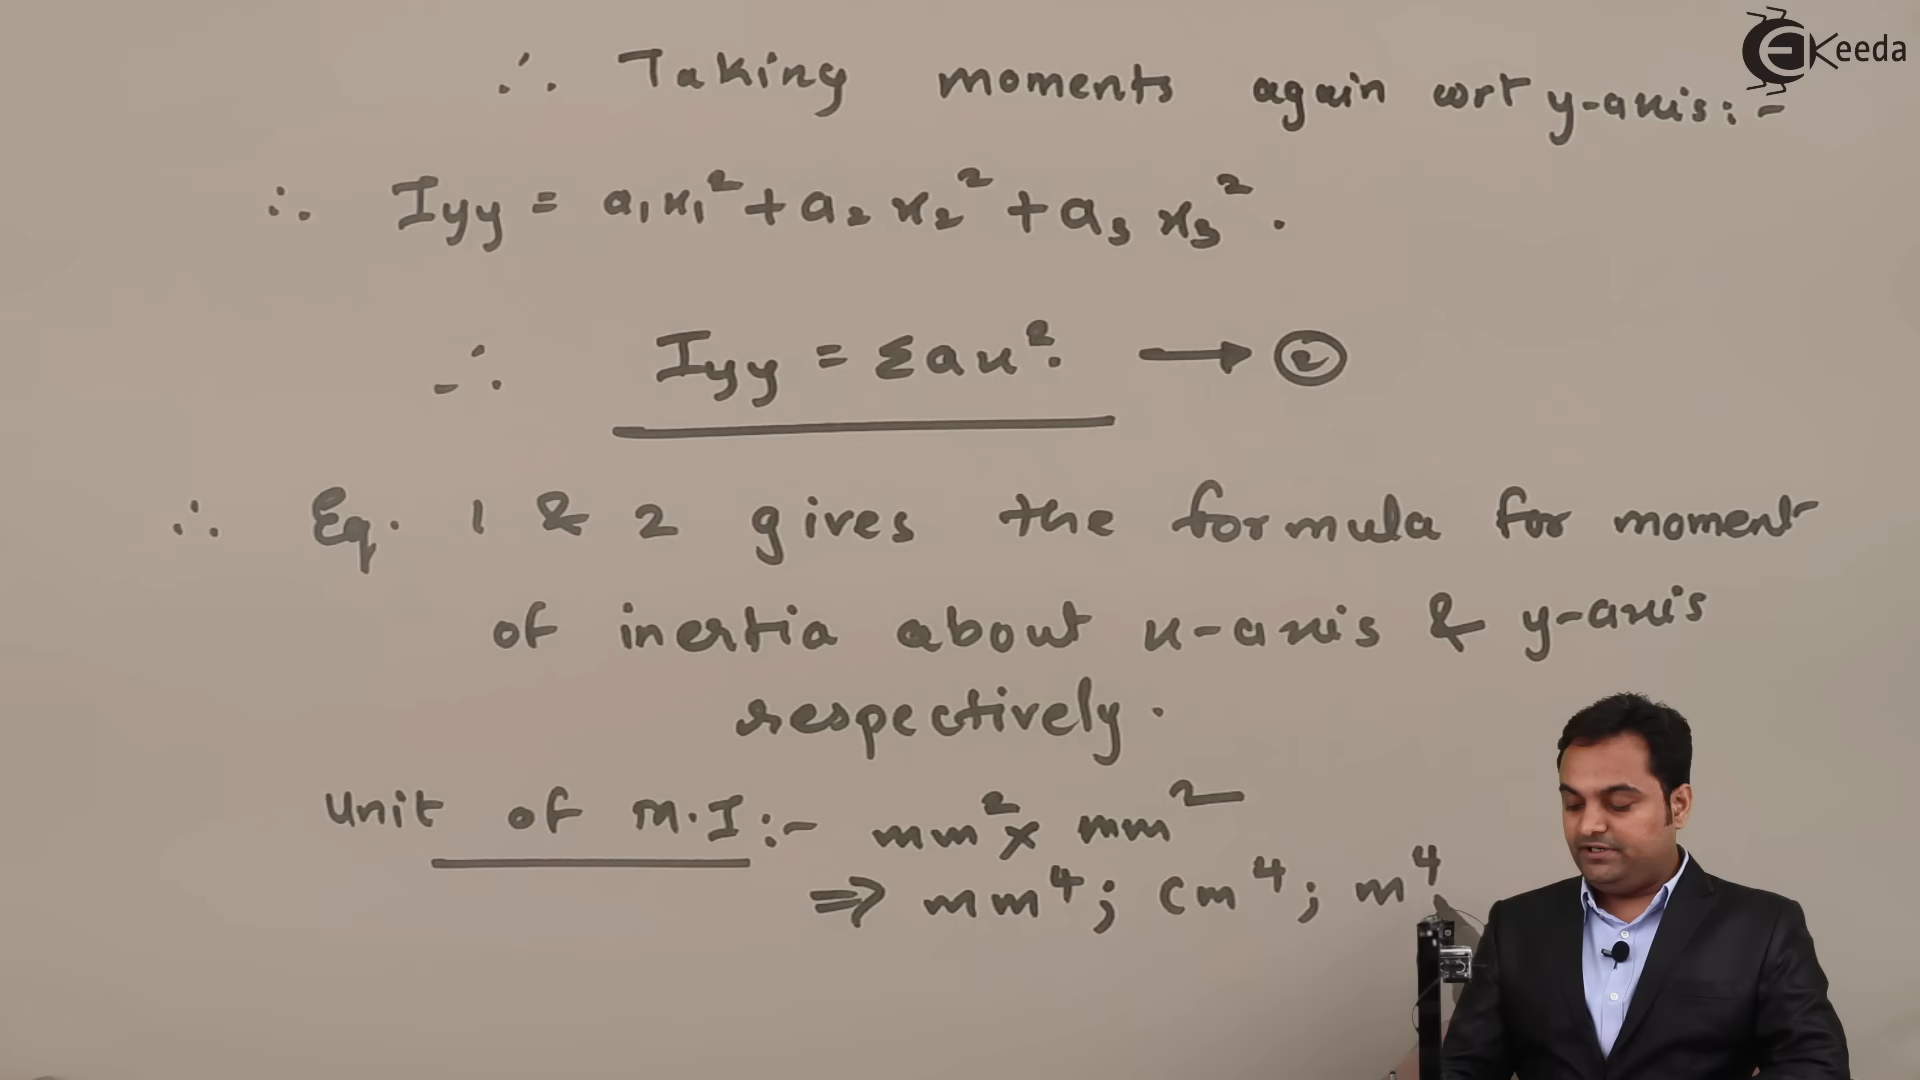 EKeeda
∴ Taking moments again wrt y-axis:-
∴ Iyy = a₁x₁² + a₂x₂² + a₃x₃².
∴ Iyy = Σax². → ②
∴ Eq. 1 & 2 gives the formula for moment
of inertia about x-axis & y-axis
respectively.
Unit of M.I:- mm² x mm²
⇒ mm⁴; cm⁴; m⁴